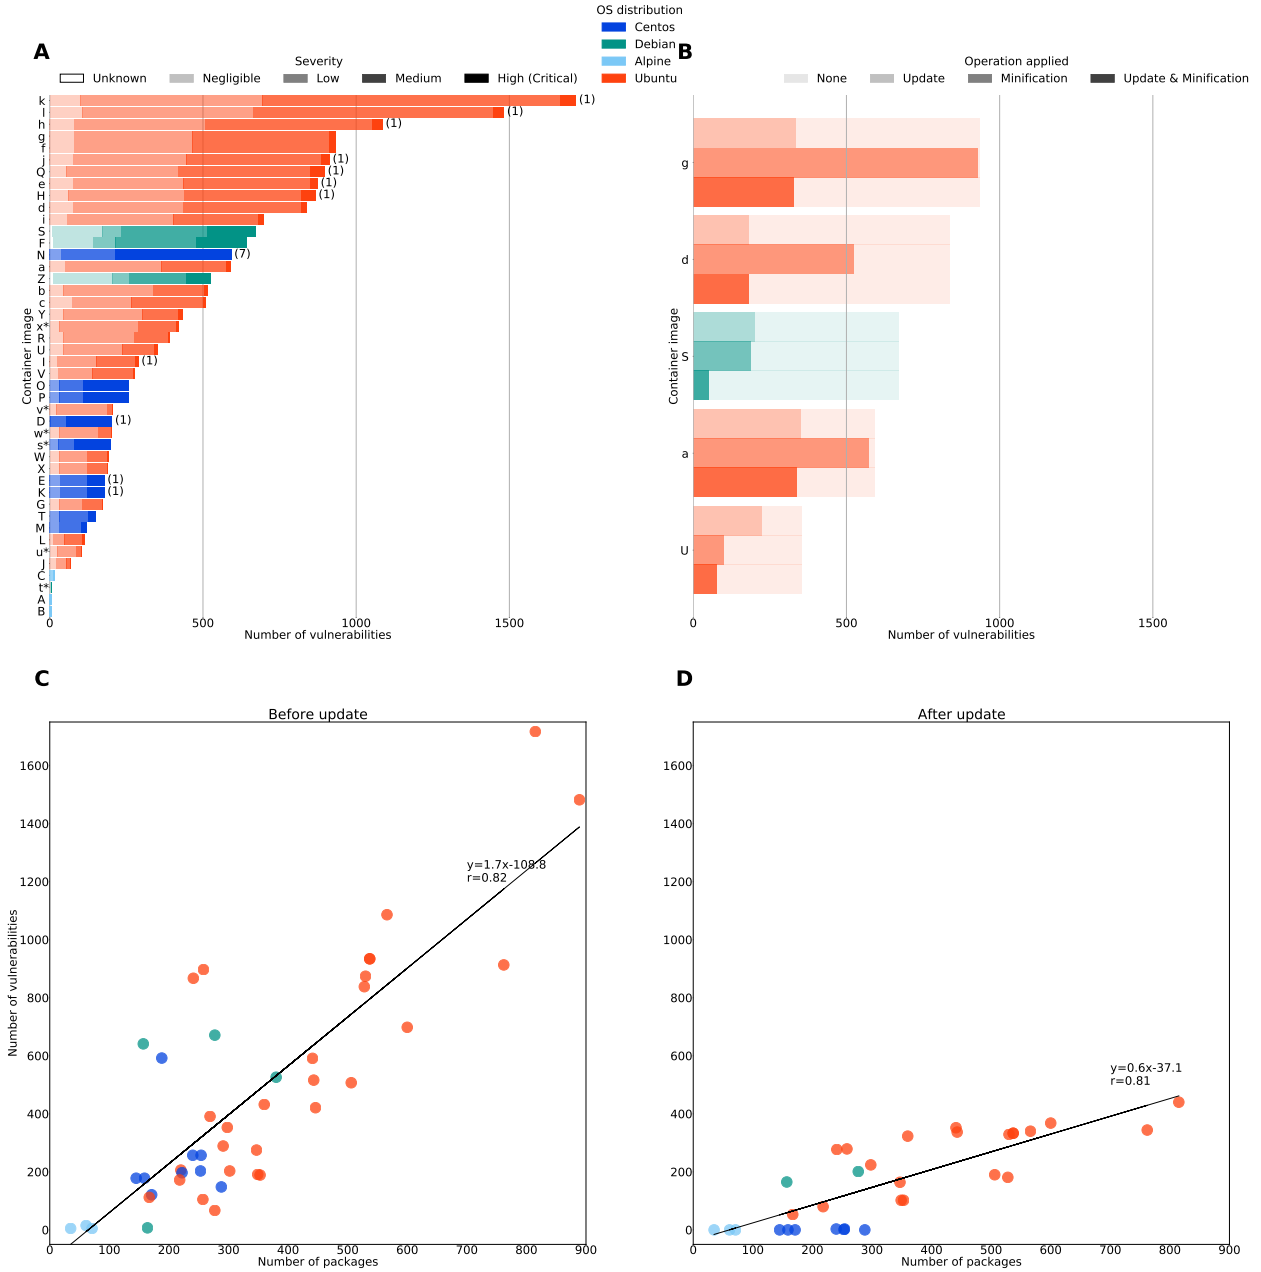 OS distribution
Centos
Debian
Alpine
Ubuntu
A
Severity
Unknown
Negligible
Low
Medium
High (Critical)
k
(1)
l
(1)
h
(1)
g
f
j
(1)
Q
(1)
e
(1)
H
(1)
d
i
S
F
N
(7)
a
Z
b
c
Y
x*
R
U
I
(1)
V
O
P
v*
D
(1)
w*
s*
W
X
E
(1)
K
(1)
G
T
M
L
u*
J
C
t*
A
B
Container image
0 500 1000 1500
Number of vulnerabilities
B
Operation applied
None
Update
Minification
Update & Minification
g
d
S
a
U
Container image
0 500 1000 1500
Number of vulnerabilities
C
Before update
1600
1400
1200
1000
800
600
400
200
0
Number of vulnerabilities
y=1.7x-108.8
r=0.82
0 100 200 300 400 500 600 700 800 900
Number of packages
D
After update
1600
1400
1200
1000
800
600
400
200
0
y=0.6x-37.1
r=0.81
0 100 200 300 400 500 600 700 800 900
Number of packages